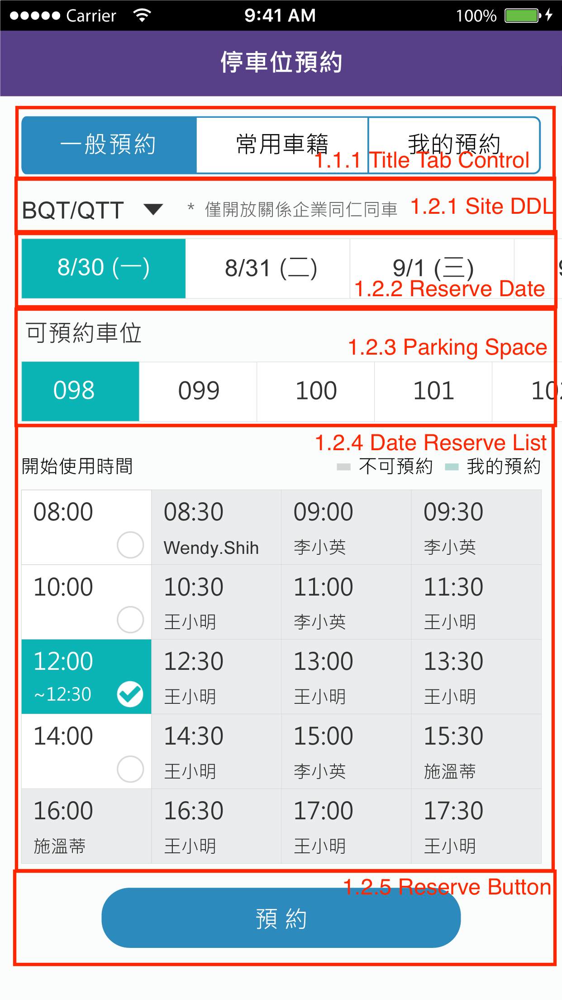 Carrier 9:41 AM 100%
停車位預約
一般預約 常用車籍 我的預約
1.1.1 Title Tab Control
BQT/QTT * 僅開放關係企業同仁同車 1.2.1 Site DDL
8/30 (一) 8/31 (二) 9/1 (三) 9
1.2.2 Reserve Date
可預約車位
1.2.3 Parking Space
098 099 100 101 102
1.2.4 Date Reserve List
開始使用時間 不可預約 我的預約
08:00 08:30 09:00 09:30
Wendy.Shih 李小英 李小英
10:00 10:30 11:00 11:30
王小明 李小英 王小明
12:00 12:30 13:00 13:30
~12:30 王小明 王小明 王小明
14:00 14:30 15:00 15:30
王小明 李小英 施溫蒂
16:00 16:30 17:00 17:30
施溫蒂 王小明 王小明 王小明
1.2.5 Reserve Button
預 約